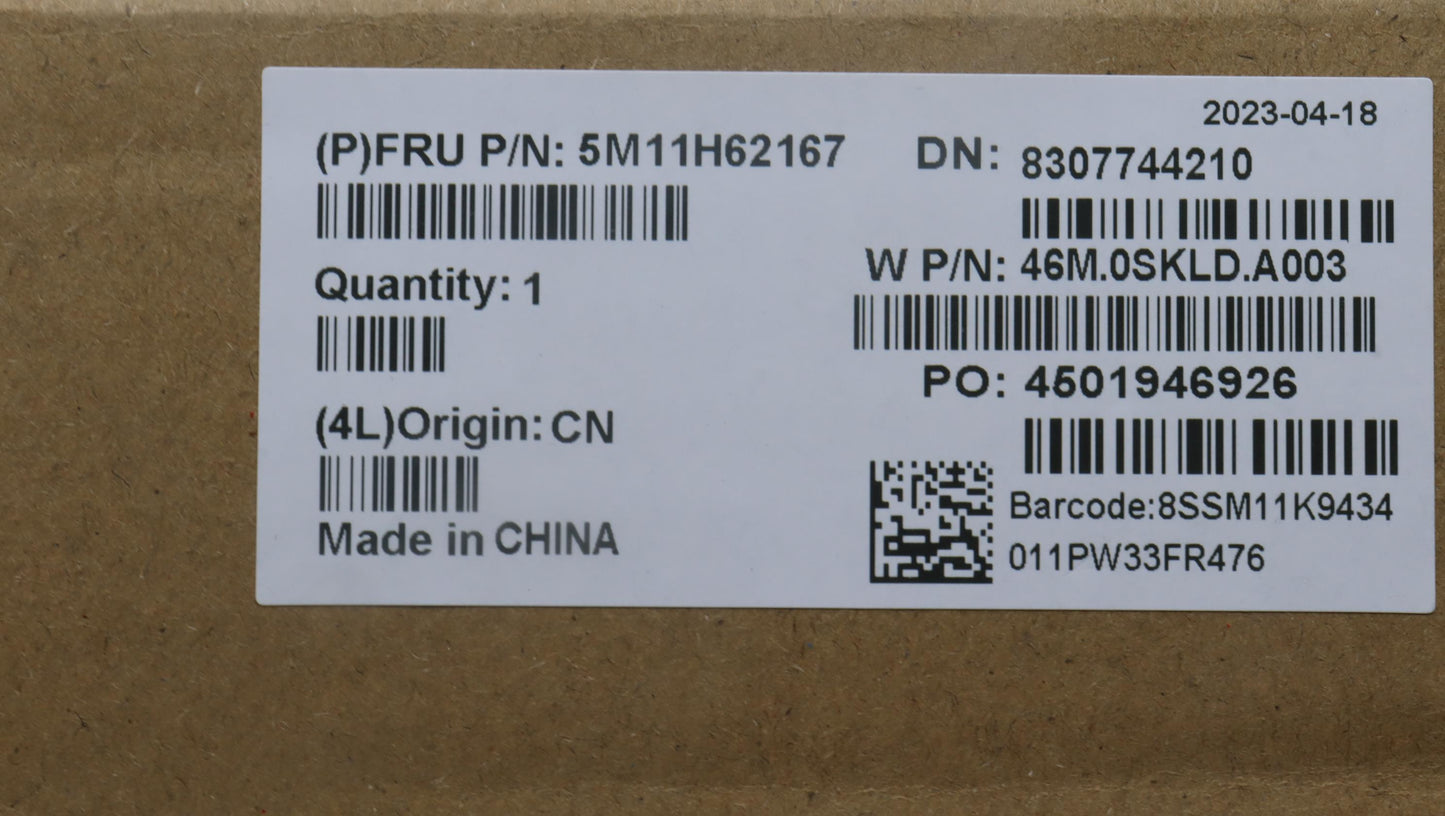 2023-04-18
(P)FRU P/N: 5M11H62167
DN: 8307744210
W P/N: 46M.0SKLD.A003
Quantity: 1
PO: 4501946926
(4L)Origin: CN
Barcode:8SSM11K9434
011PW33FR476
Made in CHINA